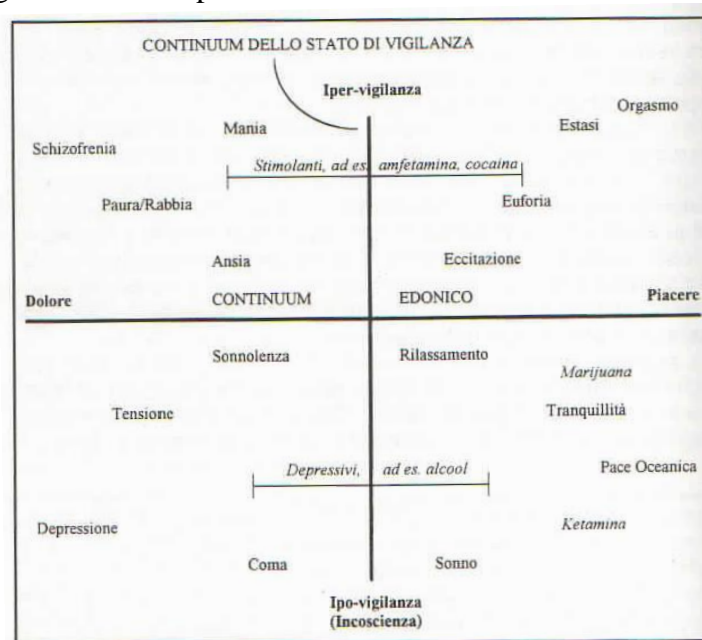 CONTINUUM DELLO STATO DI VIGILANZA
Iper-vigilanza
Orgasmo
Mania
Estasi
Schizofrenia
Stimolanti, ad es. amfetamina, cocaina
Paura/Rabbia
Euforia
Ansia
Eccitazione
Dolore
CONTINUUM
EDONICO
Piacere
Sonnolenza
Rilassamento
Marijuana
Tensione
Tranquillità
Depressivi, ad es. alcool
Pace Oceanica
Depressione
Ketamina
Coma
Sonno
Ipo-vigilanza
(Incoscienza)